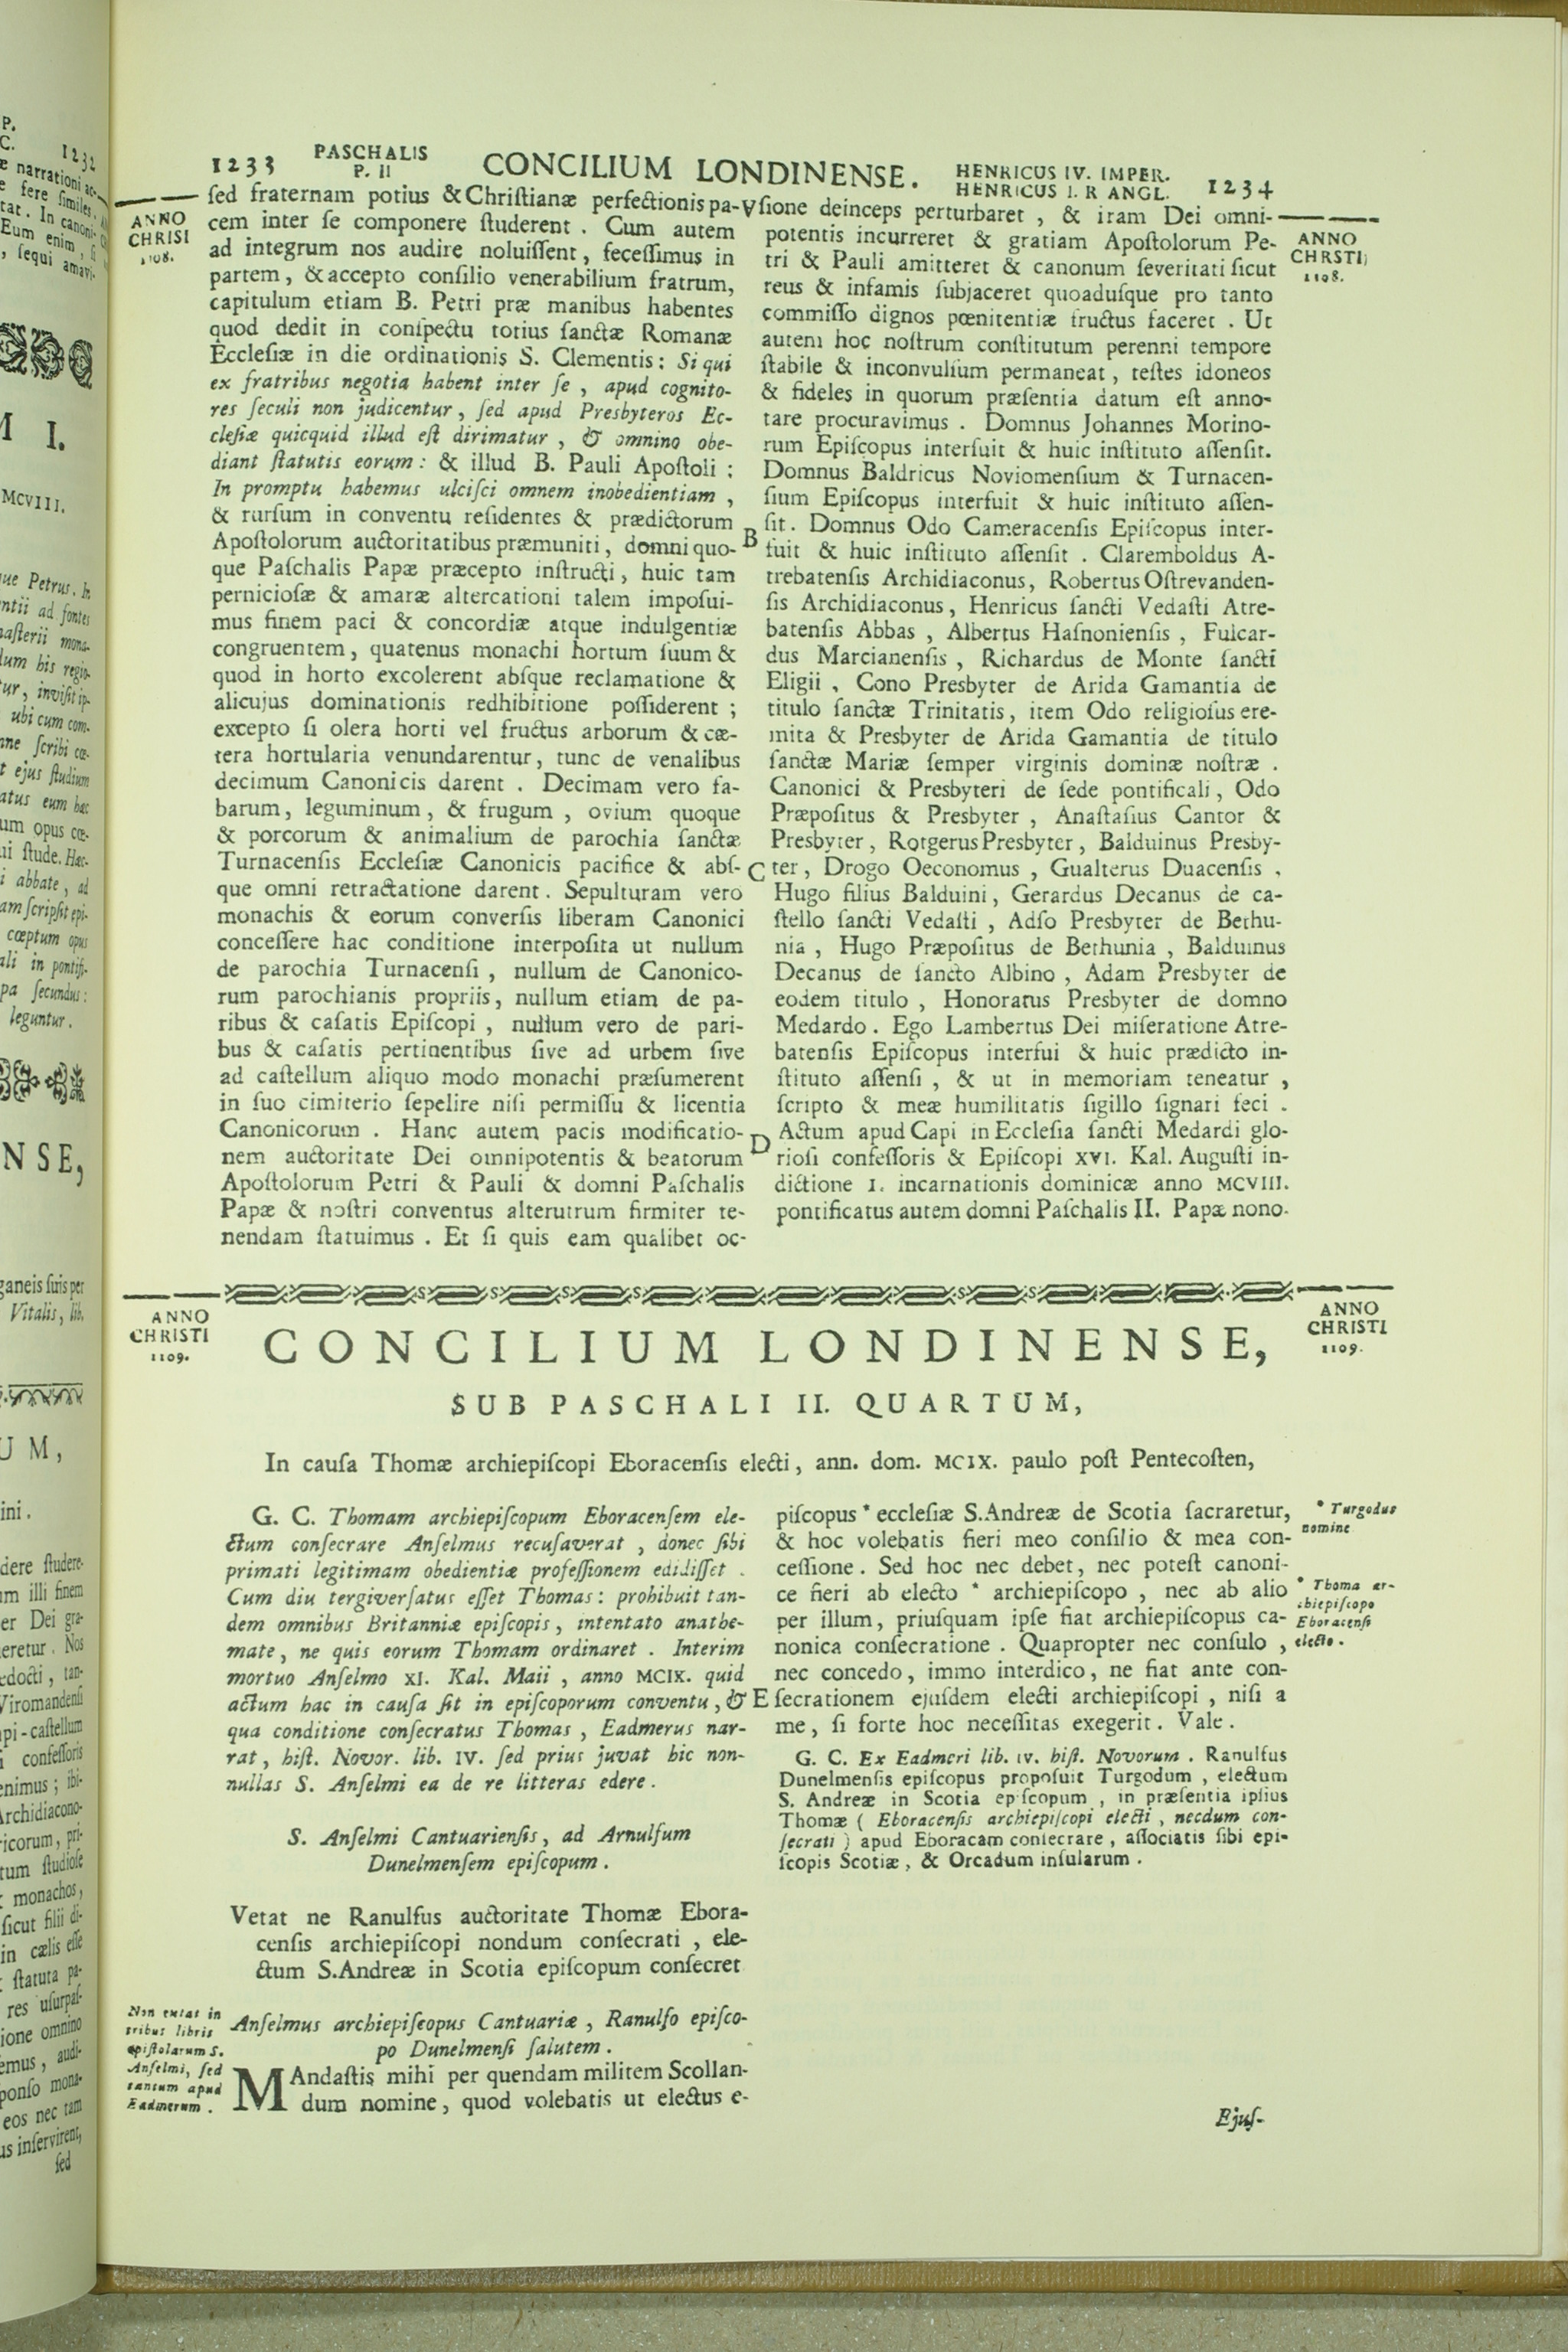 1233
PASCHALIS
P. II
CONCILIUM LONDINENSE.
HENRICUS IV. IMPER.
HENRICUS I. R ANGL.
1234
ANNO
CHRISI
1108.
ſed fraternam potius & Chriſtianæ perfectionis pa-
cem inter ſe componere ſtuderent . Cum autem
ad integrum nos audire noluiſſent, feceſſimus in
partem, & accepto conſilio venerabilium fratrum,
capitulum etiam B. Petri præ manibus habentes
quod dedit in conſpectu totius ſanctæ Romanæ
Eccleſiæ in die ordinationis S. Clementis: Si qui
ex fratribus negotia habent inter ſe , apud cognito-
res ſeculi non judicentur, ſed apud Presbyteros Ec-
cleſiæ quicquid illud eſt dirimatur , & omnino obe-
diant ſtatutis eorum: & illud B. Pauli Apoſtoli :
In promptu habemus ulciſci omnem inobedientiam ,
& rurſum in conventu reſidentes & prædictorum
Apoſtolorum auctoritatibus præmuniti, domni quo-
que Paſchalis Papæ præcepto inſtructi, huic tam
pernicioſæ & amaræ altercationi talem impoſui-
mus finem paci & concordiæ atque indulgentiæ
congruentem, quatenus monachi hortum ſuum &
quod in horto excolerent abſque reclamatione &
alicujus dominationis redhibitione poſſiderent ;
excepto ſi olera horti vel fructus arborum & cæ-
tera hortularia venundarentur, tunc de venalibus
decimum Canonicis darent . Decimam vero fa-
barum, leguminum, & frugum , ovium quoque
& porcorum & animalium de parochia ſanctæ
Turnacenſis Eccleſiæ Canonicis pacifice & abſ-
que omni retractatione darent. Sepulturam vero
monachis & eorum converſis liberam Canonici
conceſſere hac conditione interpoſita ut nullum
de parochia Turnacenſi , nullum de Canonico-
rum parochianis propriis, nullum etiam de pa-
ribus & caſatis Epiſcopi , nullum vero de pari-
bus & caſatis pertinentibus ſive ad urbem ſive
ad caſtellum aliquo modo monachi præſumerent
in ſuo cimiterio ſepelire niſi permiſſu & licentia
Canonicorum . Hanc autem pacis modificatio-
nem auctoritate Dei omnipotentis & beatorum
Apoſtolorum Petri & Pauli & domni Paſchalis
Papæ & noſtri conventus alterutrum firmiter te-
nendam ſtatuimus . Et ſi quis eam qualibet oc-
B
C
D
ſione deinceps perturbaret , & iram Dei omni-
potentis incurreret & gratiam Apoſtolorum Pe-
tri & Pauli amitteret & canonum ſeveritati ſicut
reus & infamis ſubjaceret quoaduſque pro tanto
commiſſo dignos pœnitentiæ fructus faceret . Ut
autem hoc noſtrum conſtitutum perenni tempore
ſtabile & inconvulſum permaneat, teſtes idoneos
& fideles in quorum præſentia datum eſt anno-
tare procuravimus . Domnus Johannes Morino-
rum Epiſcopus interfuit & huic inſtituto aſſenſit.
Domnus Baldricus Noviomenſium & Turnacen-
ſium Epiſcopus interfuit & huic inſtituto aſſen-
ſit. Domnus Odo Cameracenſis Epiſcopus inter-
fuit & huic inſtituto aſſenſit . Claremboldus A-
trebatenſis Archidiaconus, Robertus Oſtrevanden-
ſis Archidiaconus, Henricus ſancti Vedaſti Atre-
batenſis Abbas , Albertus Haſnonienſis , Fulcar-
dus Marcianenſis , Richardus de Monte ſancti
Eligii , Cono Presbyter de Arida Gamantia de
titulo ſanctæ Trinitatis, item Odo religioſus ere-
mita & Presbyter de Arida Gamantia de titulo
ſanctæ Mariæ ſemper virginis dominæ noſtræ .
Canonici & Presbyteri de ſede pontificali, Odo
Præpoſitus & Presbyter , Anaſtaſius Cantor &
Presbyter, Rotgerus Presbyter, Balduinus Presby-
ter, Drogo Oeconomus , Gualterus Duacenſis ,
Hugo filius Balduini, Gerardus Decanus de ca-
ſtello ſancti Vedaſti , Adſo Presbyter de Bethu-
nia , Hugo Præpoſitus de Bethunia , Balduinus
Decanus de ſancto Albino , Adam Presbyter de
eodem titulo , Honoratus Presbyter de domno
Medardo . Ego Lambertus Dei miſeratione Atre-
batenſis Epiſcopus interfui & huic prædicto in-
ſtituto aſſenſi , & ut in memoriam teneatur ,
ſcripto & meæ humilitatis ſigillo ſignari feci .
Actum apud Capi in Eccleſia ſancti Medardi glo-
rioſi confeſſoris & Epiſcopi XVI. Kal. Auguſti in-
dictione I. incarnationis dominicæ anno MCVIII.
pontificatus autem domni Paſchalis II. Papæ nono.
ANNO
CHRSTI
1108.
ANNO
CHRISTI
1109.
CONCILIUM LONDINENSE,
SUB PASCHALI II. QUARTUM,
In cauſa Thomæ archiepiſcopi Eboracenſis electi, ann. dom. MCIX. paulo poſt Pentecoſten,
ANNO
CHRISTI
1109.
G. C. Thomam archiepiſcopum Eboracenſem ele-
ctum conſecrare Anſelmus recuſaverat , donec ſibi
primati legitimam obedientiæ profeſſionem edidiſſet .
Cum diu tergiverſatus eſſet Thomas: prohibuit tan-
dem omnibus Britanniæ epiſcopis, intentato anathe-
mate, ne quis eorum Thomam ordinaret . Interim
mortuo Anſelmo XI. Kal. Maii , anno MCIX. quid
actum hac in cauſa ſit in epiſcoporum conventu, &
qua conditione conſecratus Thomas , Eadmerus nar-
rat, hiſt. Novor. lib. IV. ſed prius juvat hic non-
nullas S. Anſelmi ea de re litteras edere .
S. Anſelmi Cantuarienſis, ad Arnulfum
Dunelmenſem epiſcopum .
Vetat ne Ranulfus auctoritate Thomæ Ebora-
cenſis archiepiſcopi nondum conſecrati , ele-
ctum S. Andreæ in Scotia epiſcopum conſecret
Non extat in
tribus libris
epiſtolarum S.
Anſelmi, ſed
tantum apud
Eadmerum .
Anſelmus archiepiſcopus Cantuariæ , Ranulfo epiſco-
po Dunelmenſi ſalutem .
MAndaſtis mihi per quendam militem Scollan-
dum nomine, quod volebatis ut electus e-
E
piſcopus * eccleſiæ S. Andreæ de Scotia ſacraretur,
& hoc volebatis fieri meo conſilio & mea con-
ceſſione . Sed hoc nec debet, nec poteſt canoni-
ce fieri ab electo * archiepiſcopo , nec ab alio
per illum, priuſquam ipſe fiat archiepiſcopus ca-
nonica conſecratione . Quapropter nec conſulo ,
nec concedo, immo interdico, ne fiat ante con-
ſecrationem ejuſdem electi archiepiſcopi , niſi a
me, ſi forte hoc neceſſitas exegerit. Vale .
* Turgodus
nomine
* Thoma ar-
chiepiſcopo
Eboracenſi
electo .
G. C. Ex Eadmeri lib. IV. hiſt. Novorum . Ranulfus
Dunelmenſis epiſcopus propoſuit Turgodum , electum
S. Andreæ in Scotia epiſcopum , in præſentia ipſius
Thomæ ( Eboracenſis archiepiſcopi electi , necdum con-
ſecrati ) apud Eboracam conſecrare, aſſociatis ſibi epi-
ſcopis Scotiæ, & Orcadum inſularum .
Ejuſ-